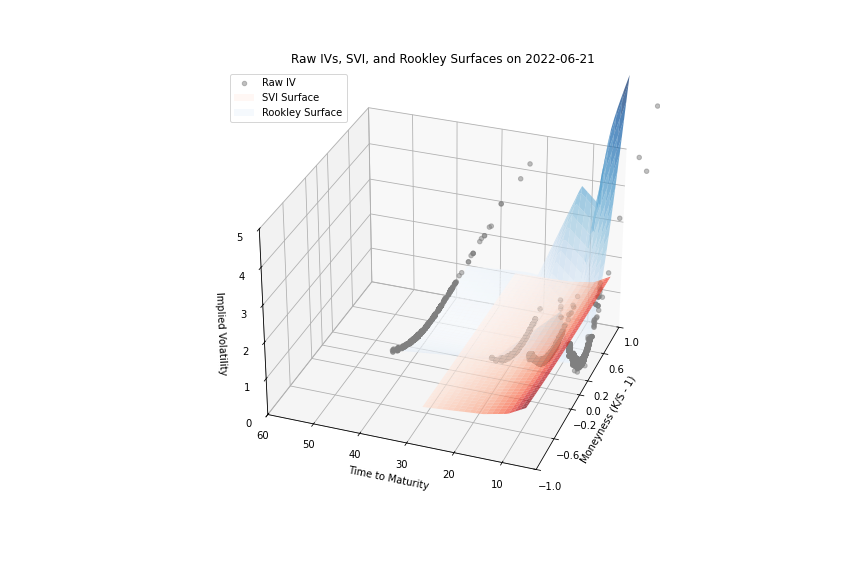 Raw IVs, SVI, and Rookley Surfaces on 2022-06-21
Raw IV
SVI Surface
Rookley Surface
5
4
3
2
1
0
Implied Volatility
60
50
40
30
20
10
Time to Maturity
1.0
0.6
0.2
0.0
−0.2
−0.6
−1.0
Moneyness (K/S - 1)